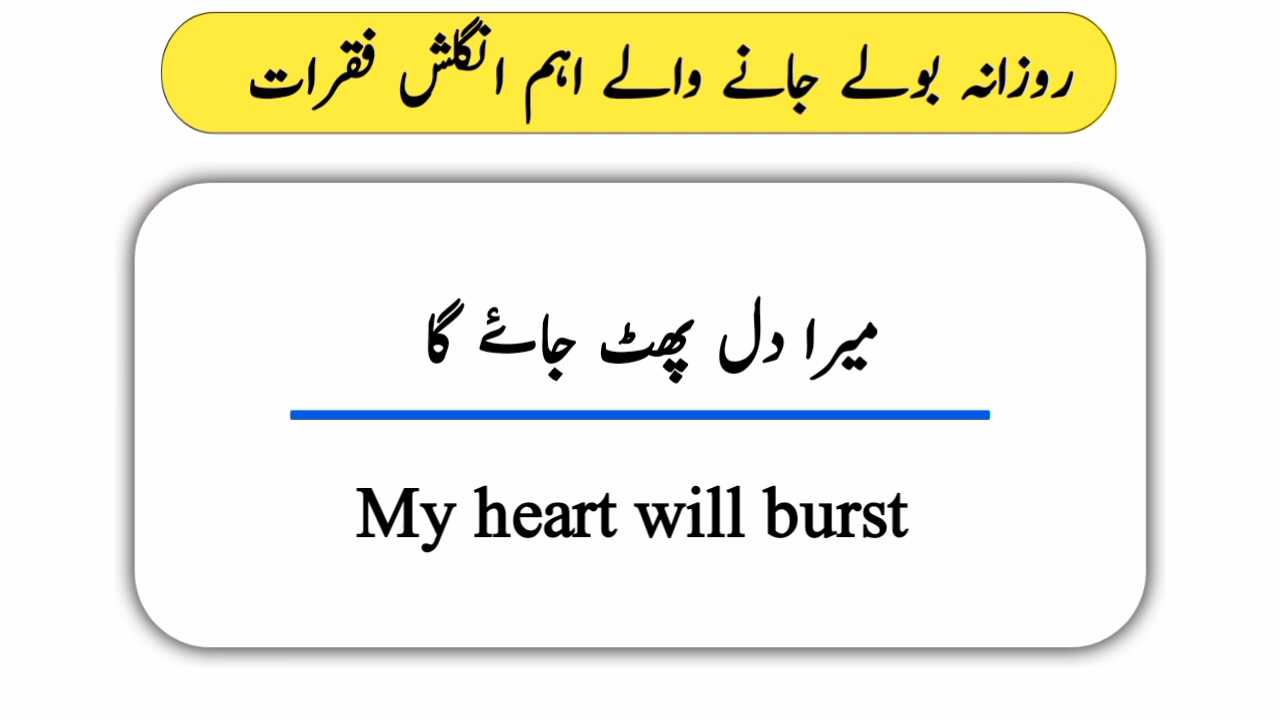 روزانہ بولے جانے والے اہم انگلش فقرات
میرا دل پھٹ جائے گا
My heart will burst